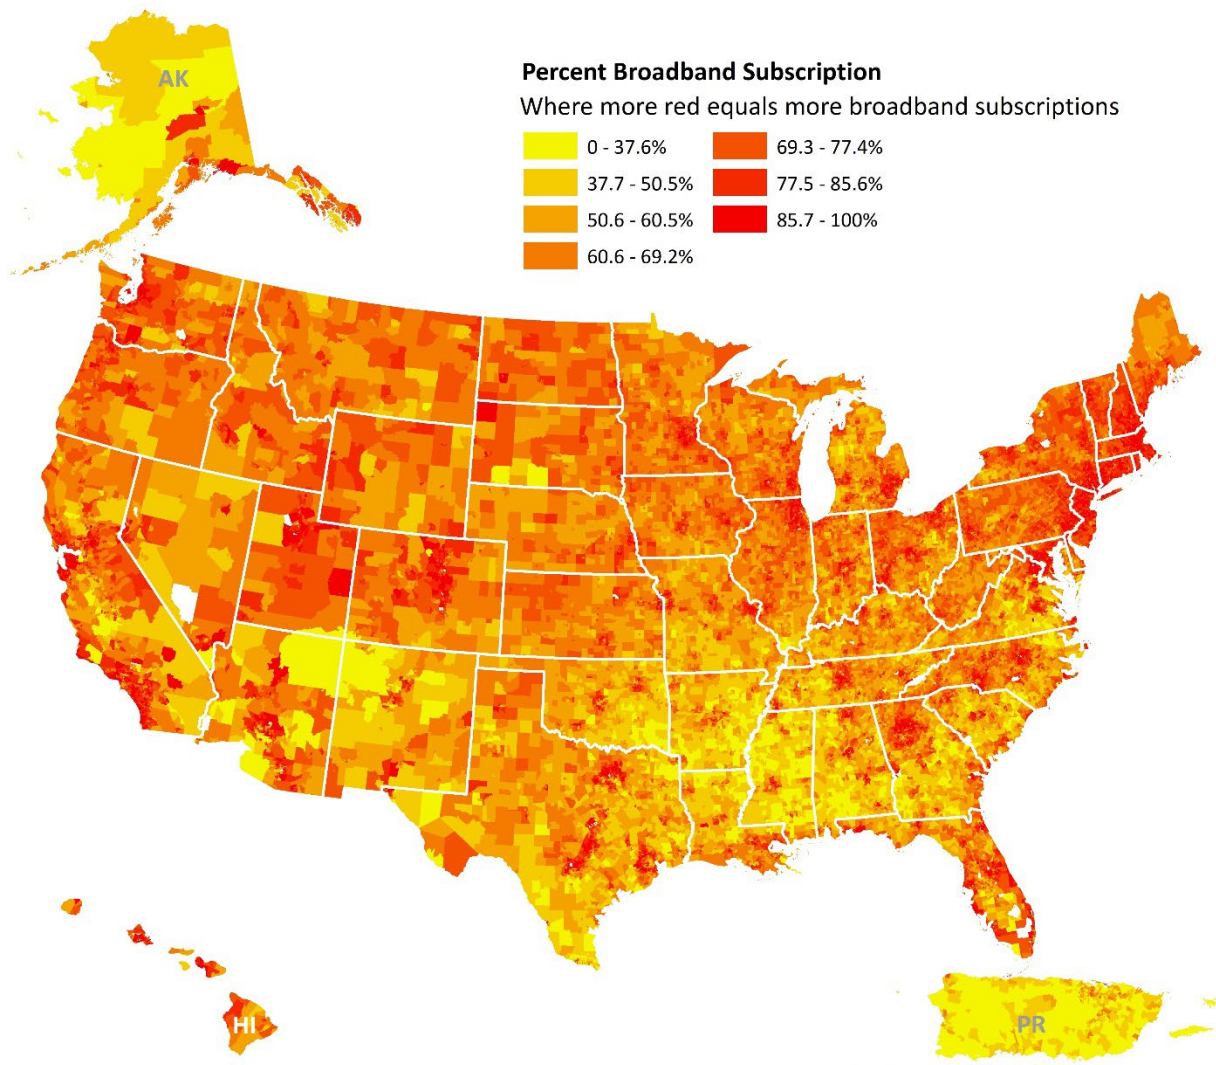 AK
Percent Broadband Subscription
Where more red equals more broadband subscriptions
0 - 37.6%
69.3 - 77.4%
37.7 - 50.5%
77.5 - 85.6%
50.6 - 60.5%
85.7 - 100%
60.6 - 69.2%
HI
PR